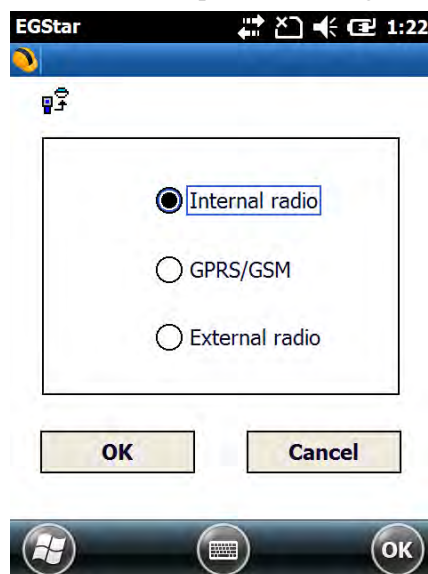 EGStar 1:22
Internal radio
GPRS/GSM
External radio
OK Cancel
OK